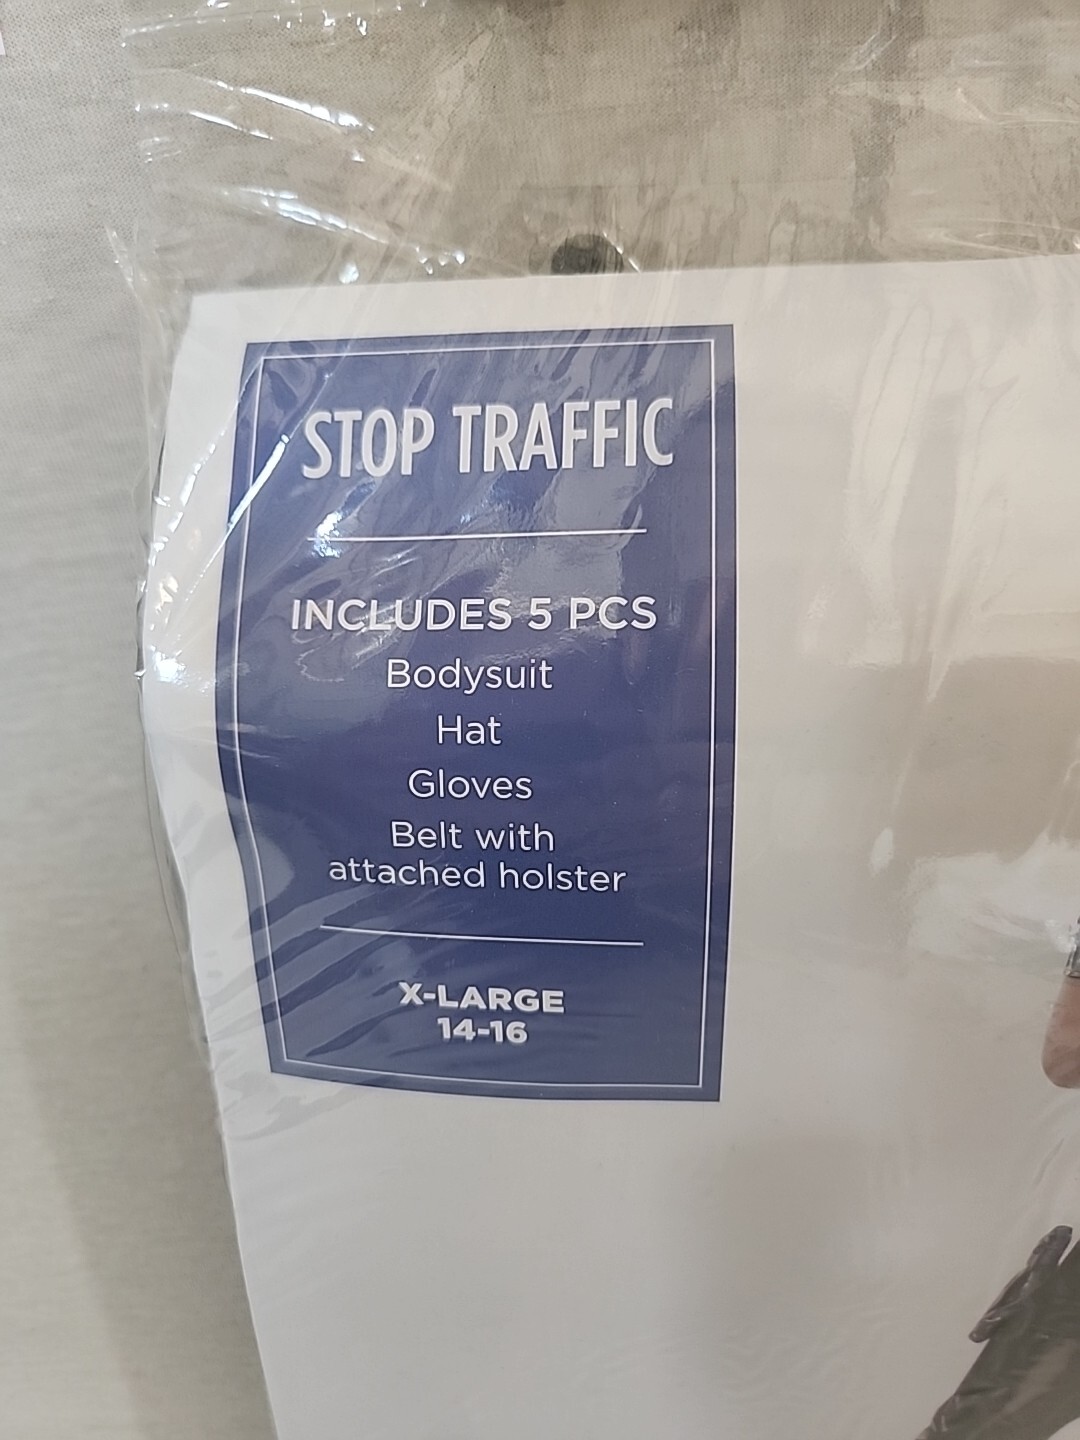 STOP TRAFFIC
INCLUDES 5 PCS
Bodysuit
Hat
Gloves
Belt with
attached holster
X-LARGE
14-16